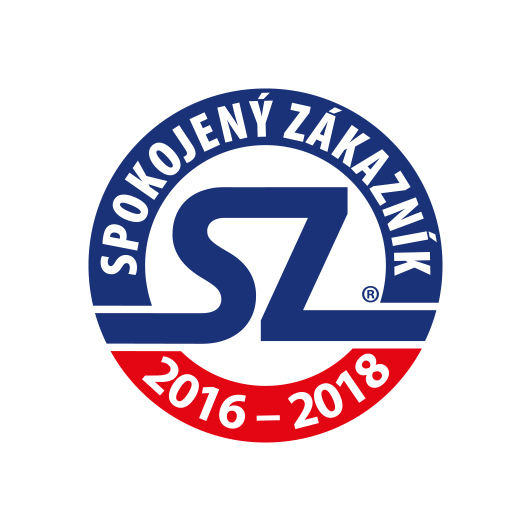 SPOKOJENÝ ZÁKAZNÍK
SZ
®
2016 – 2018